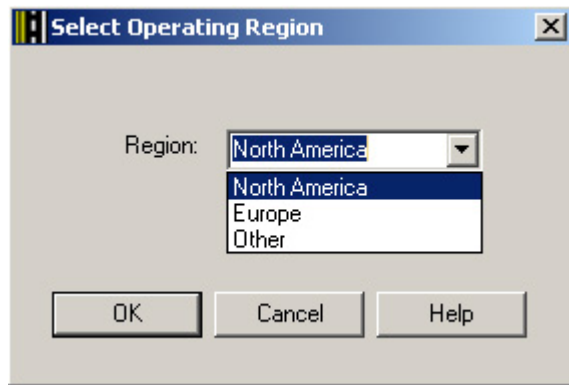 Select Operating Region
Region: North America
North America
Europe
Other
OK Cancel Help